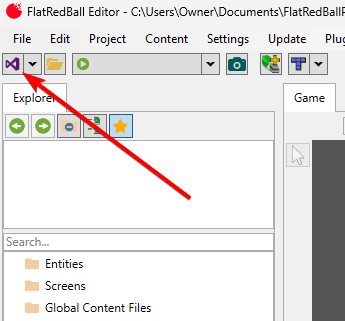 FlatRedBall Editor - C:\Users\Owner\Documents\FlatRedBallP
File Edit Project Content Settings Update Plug
Explorer
Game
Search...
Entities
Screens
Global Content Files